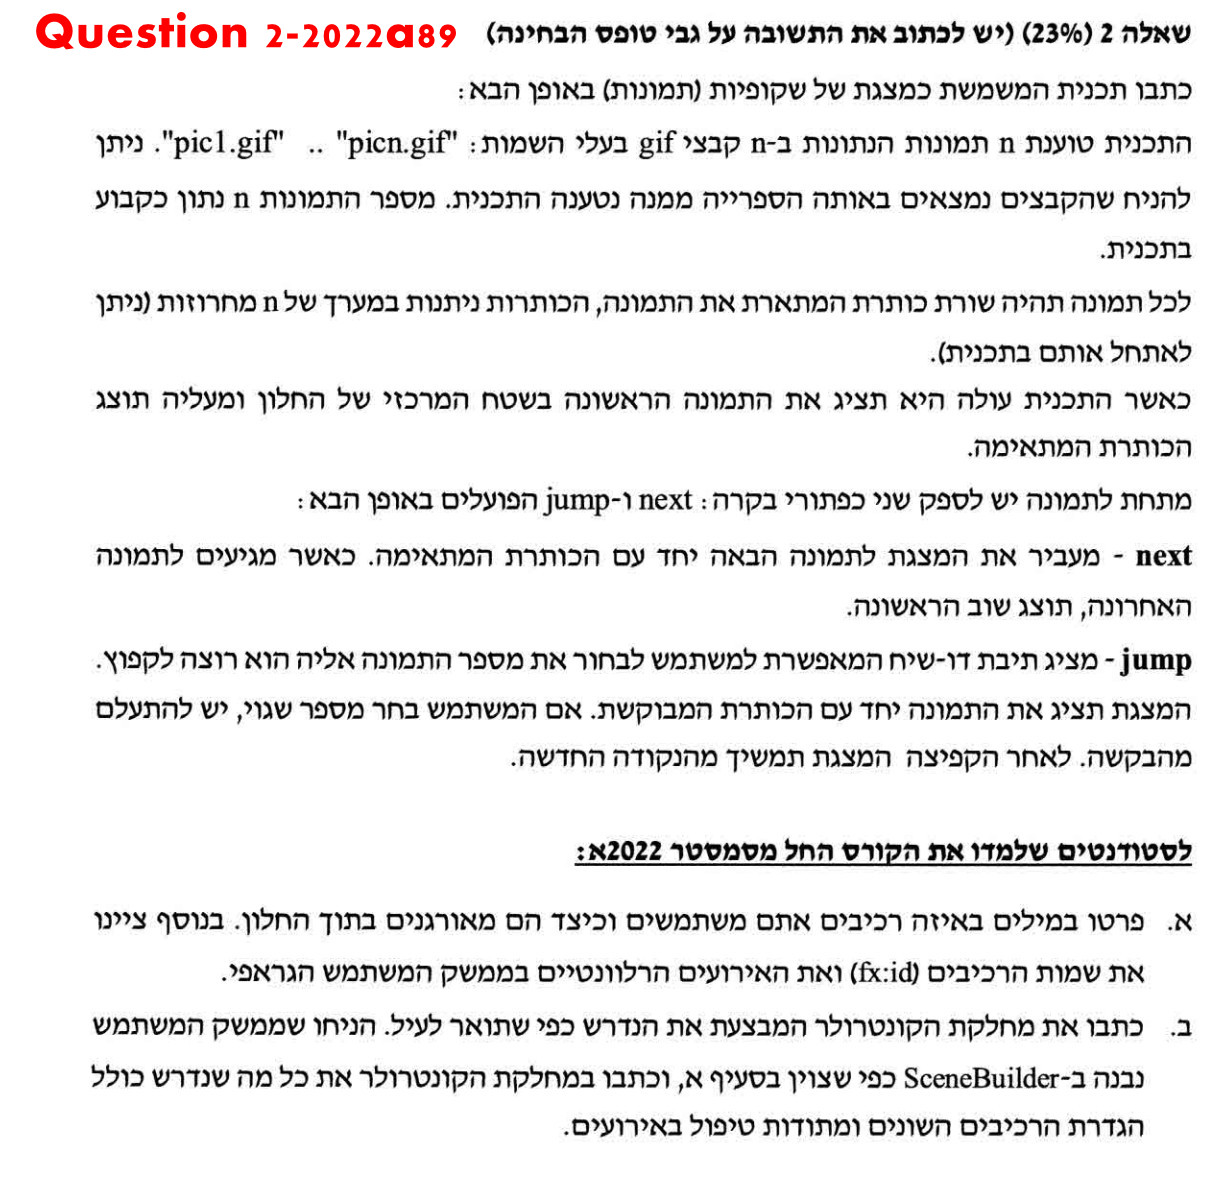 Question 2-2022a89
שאלה 2 (23%) (יש לכתוב את התשובה על גבי טופס הבחינה)
כתבו תכנית המשמשת כמצגת של שקופיות (תמונות) באופן הבא:
התכנית טוענת n תמונות הנתונות ב-n קבצי gif בעלי השמות: "pic1.gif" .. "picn.gif". ניתן
להניח שהקבצים נמצאים באותה הספרייה ממנה נטענה התכנית. מספר התמונות n נתון כקבוע
בתכנית.
לכל תמונה תהיה שורת כותרת המתארת את התמונה, הכותרות ניתנות במערך של n מחרוזות (ניתן
לאתחל אותם בתכנית).
כאשר התכנית עולה היא תציג את התמונה הראשונה בשטח המרכזי של החלון ומעליה תוצג
הכותרת המתאימה.
מתחת לתמונה יש לספק שני כפתורי בקרה: next ו-jump הפועלים באופן הבא:
next - מעביר את המצגת לתמונה הבאה יחד עם הכותרת המתאימה. כאשר מגיעים לתמונה
האחרונה, תוצג שוב הראשונה.
jump - מציג תיבת דו-שיח המאפשרת למשתמש לבחור את מספר התמונה אליה הוא רוצה לקפוץ.
המצגת תציג את התמונה יחד עם הכותרת המבוקשת. אם המשתמש בחר מספר שגוי, יש להתעלם
מהבקשה. לאחר הקפיצה המצגת תמשיך מהנקודה החדשה.
לסטודנטים שלמדו את הקורס החל מסמסטר 2022א:
א. פרטו במילים באיזה רכיבים אתם משתמשים וכיצד הם מאורגנים בתוך החלון. בנוסף ציינו
את שמות הרכיבים (fx:id) ואת האירועים הרלוונטיים בממשק המשתמש הגראפי.
ב. כתבו את מחלקת הקונטרולר המבצעת את הנדרש כפי שתואר לעיל. הניחו שממשק המשתמש
נבנה ב-SceneBuilder כפי שצוין בסעיף א, וכתבו במחלקת הקונטרולר את כל מה שנדרש כולל
הגדרת הרכיבים השונים ומתודות טיפול באירועים.